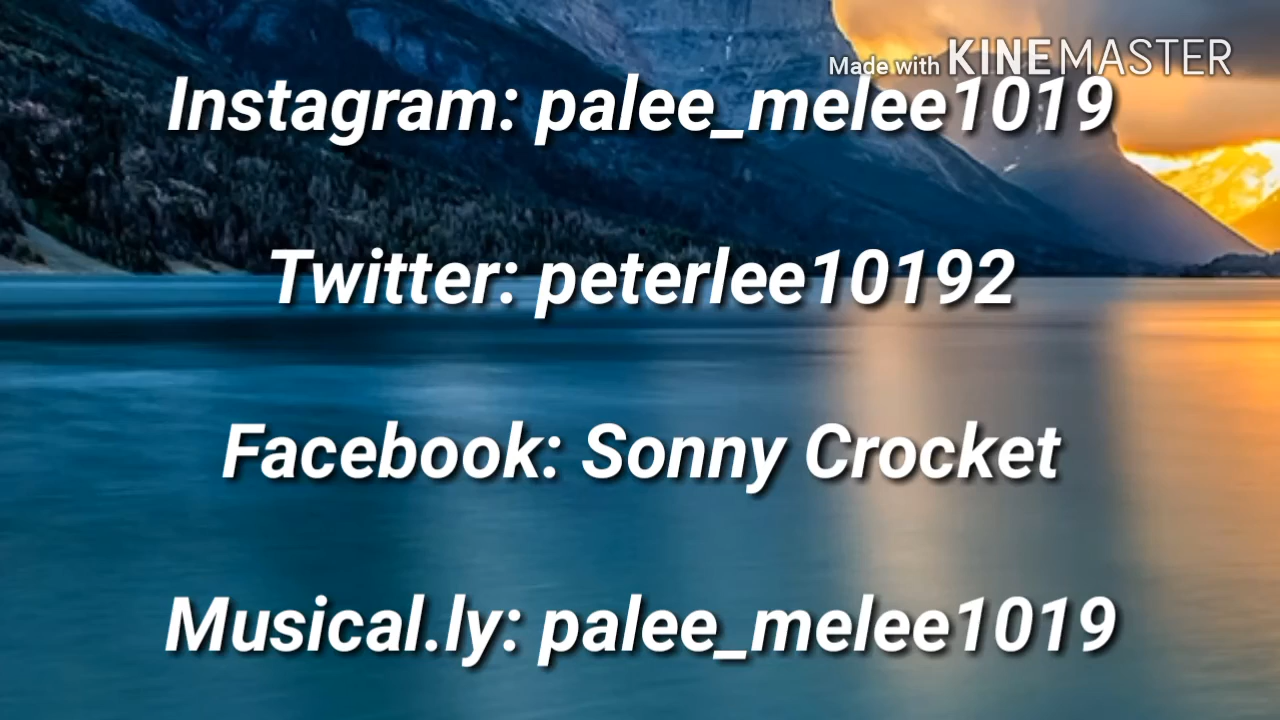 Made with KINEMASTER
Instagram: palee_melee1019
Twitter: peterlee10192
Facebook: Sonny Crocket
Musical.ly: palee_melee1019